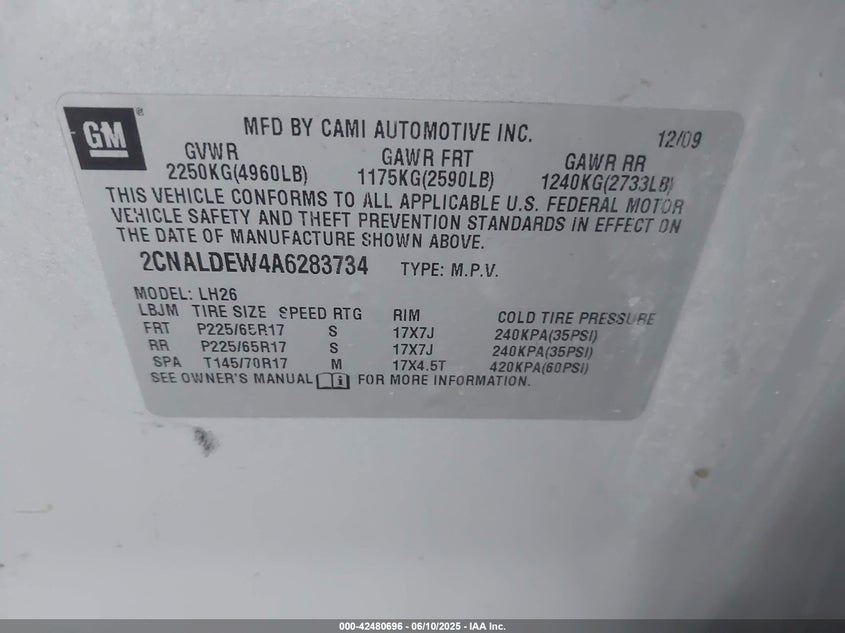 GM ®
MFD BY CAMI AUTOMOTIVE INC. 12/09
GVWR GAWR FRT GAWR RR
2250KG(4960LB) 1175KG(2590LB) 1240KG(2733LB)
THIS VEHICLE CONFORMS TO ALL APPLICABLE U.S. FEDERAL MOTOR
VEHICLE SAFETY AND THEFT PREVENTION STANDARDS IN EFFECT ON
THE DATE OF MANUFACTURE SHOWN ABOVE.
2CNALDEW4A6283734 TYPE: M.P.V.
MODEL: LH26
LBJM TIRE SIZE SPEED RTG RIM COLD TIRE PRESSURE
FRT P225/65R17 S 17X7J 240KPA(35PSI)
RR P225/65R17 S 17X7J 240KPA(35PSI)
SPA T145/70R17 M 17X4.5T 420KPA(60PSI)
SEE OWNER'S MANUAL i FOR MORE INFORMATION.
000-42480696 - 06/10/2025 - IAA Inc.